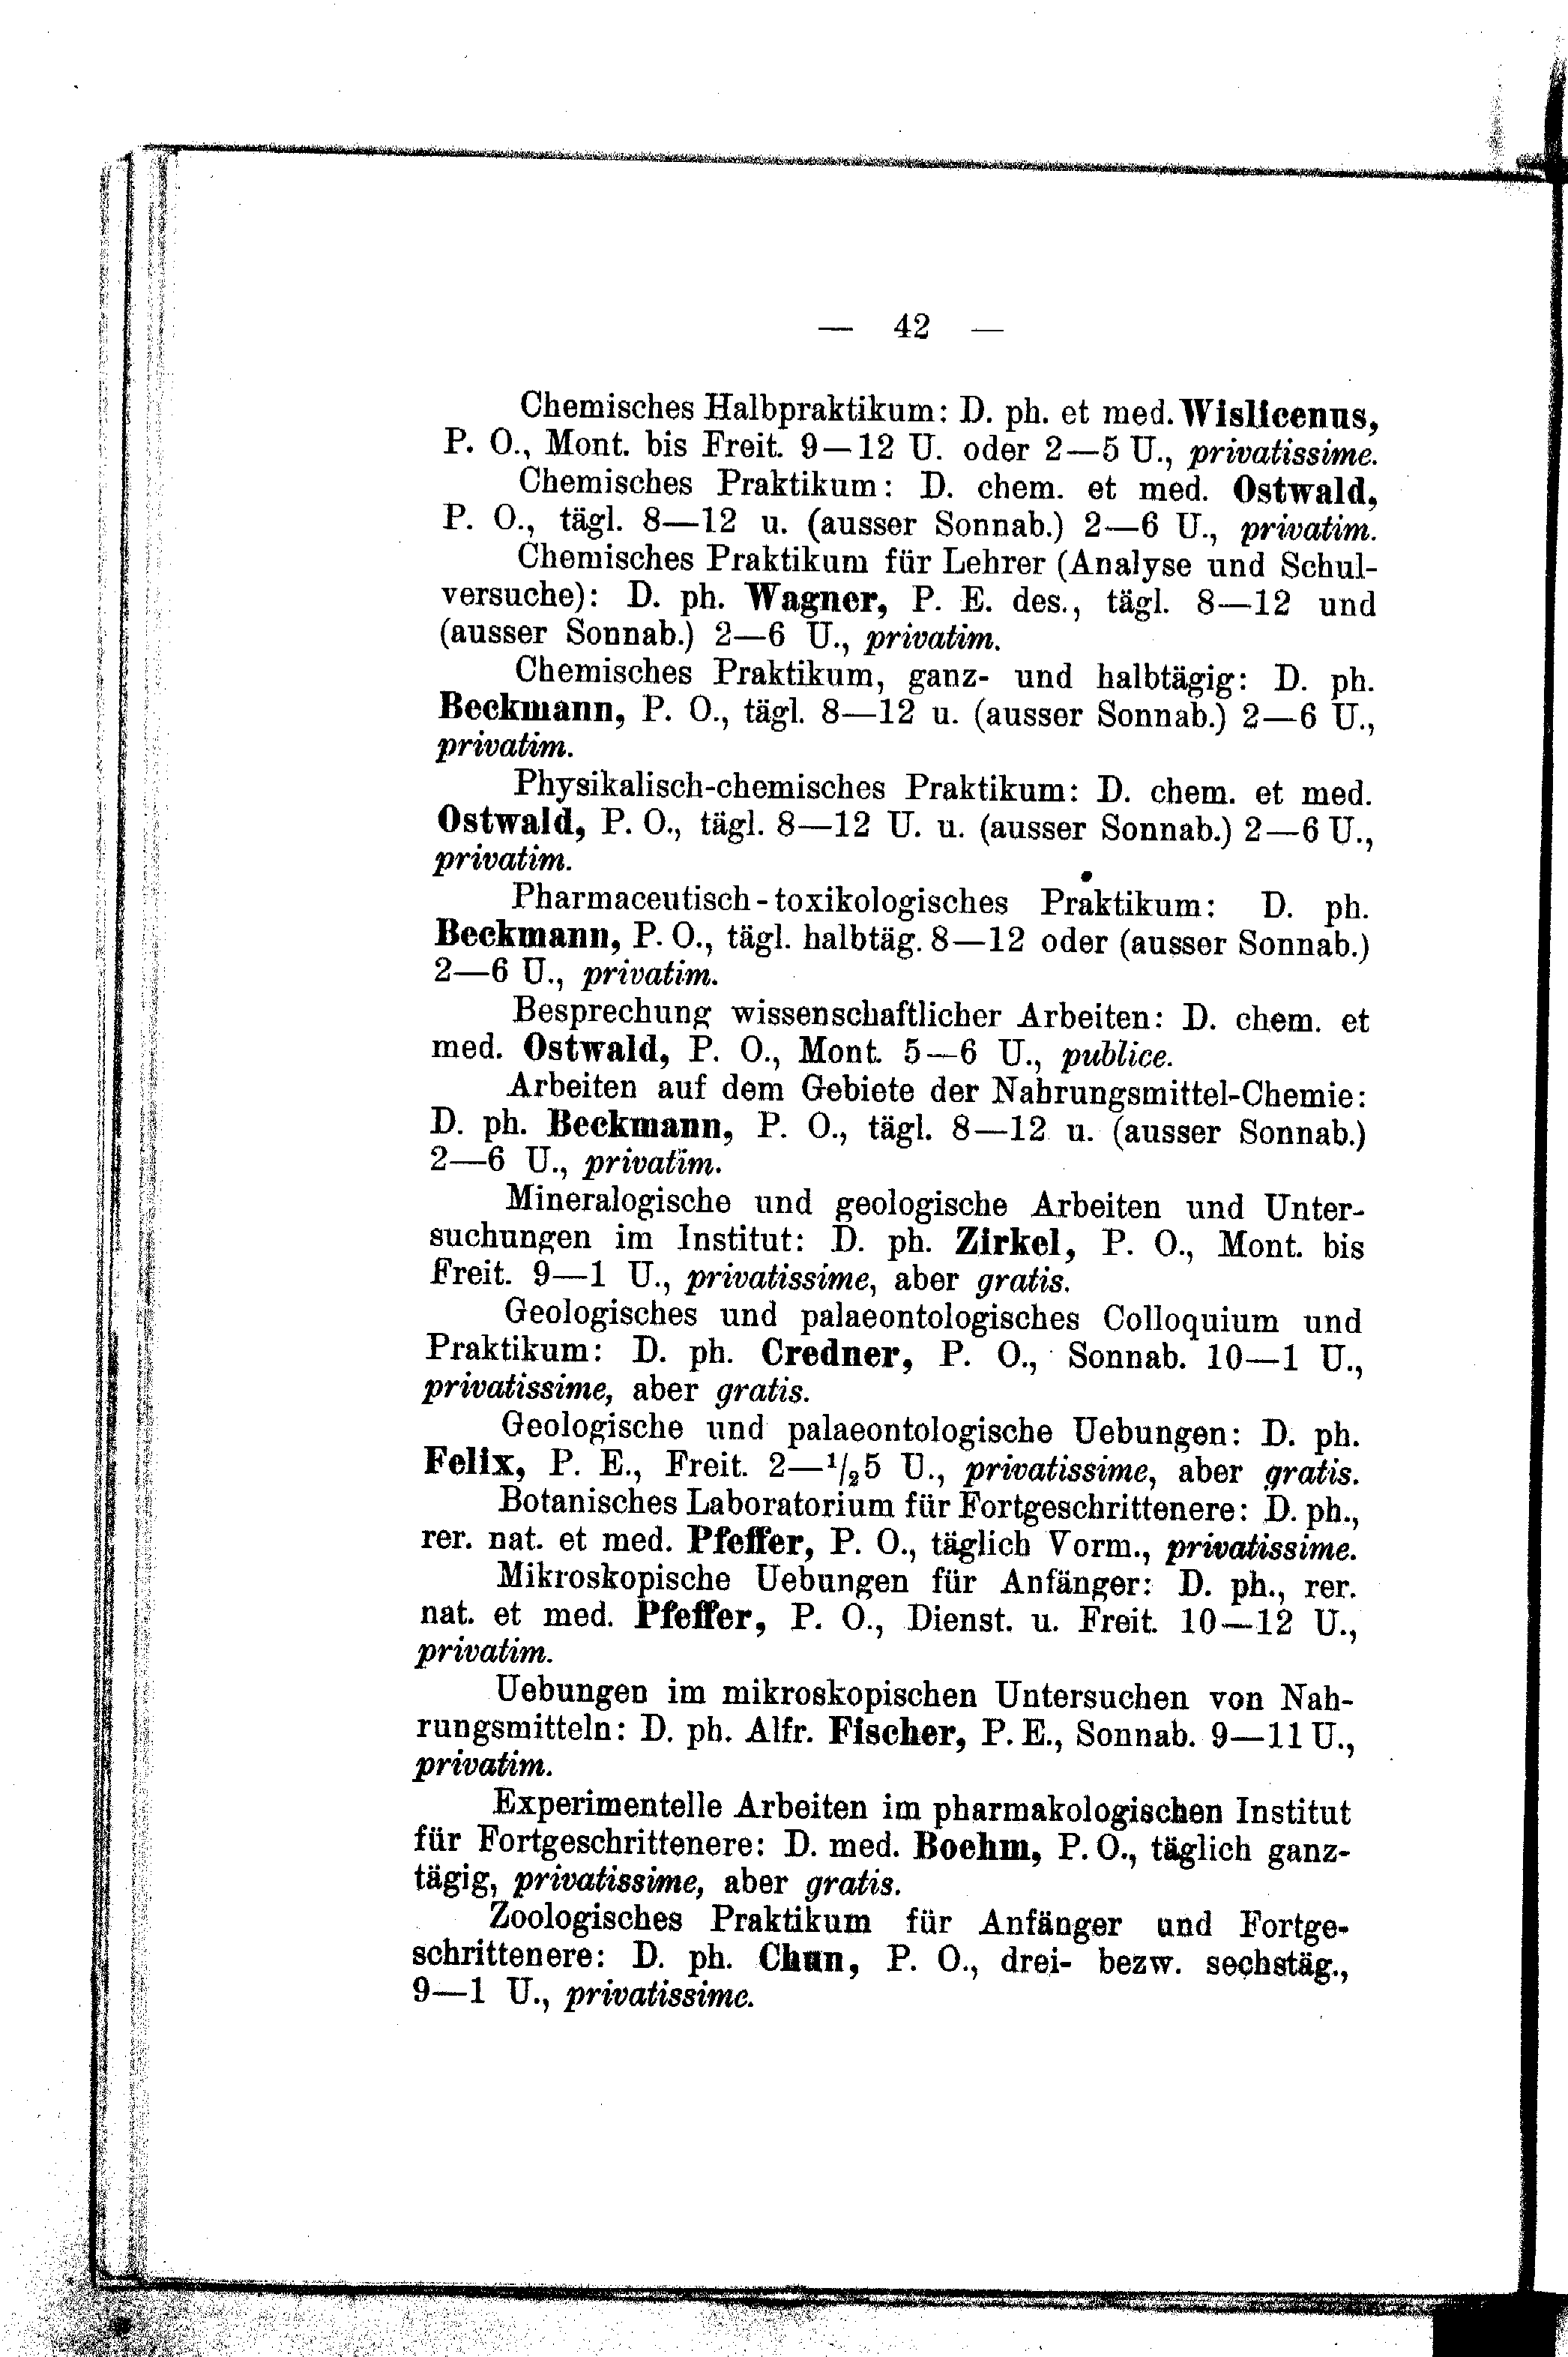 — 42 —
Chemisches Halbpraktikum: D. ph. et med. Wislicenus,
P. O., Mont. bis Freit. 9—12 U. oder 2—5 U., privatissime.
Chemisches Praktikum: D. chem. et med. Ostwald,
P. O., tägl. 8—12 u. (ausser Sonnab.) 2—6 U., privatim.
Chemisches Praktikum für Lehrer (Analyse und Schul-
versuche): D. ph. Wagner, P. E. des., tägl. 8—12 und
(ausser Sonnab.) 2—6 U., privatim.
Chemisches Praktikum, ganz- und halbtägig: D. ph.
Beckmann, P. O., tägl. 8—12 u. (ausser Sonnab.) 2—6 U.,
privatim.
Physikalisch-chemisches Praktikum: D. chem. et med.
Ostwald, P. O., tägl. 8—12 U. u. (ausser Sonnab.) 2—6 U.,
privatim.
Pharmaceutisch-toxikologisches Praktikum: D. ph.
Beckmann, P. O., tägl. halbtäg. 8—12 oder (ausser Sonnab.)
2—6 U., privatim.
Besprechung wissenschaftlicher Arbeiten: D. chem. et
med. Ostwald, P. O., Mont. 5—6 U., publice.
Arbeiten auf dem Gebiete der Nahrungsmittel-Chemie:
D. ph. Beckmann, P. O., tägl. 8—12 u. (ausser Sonnab.)
2—6 U., privatim.
Mineralogische und geologische Arbeiten und Unter-
suchungen im Institut: D. ph. Zirkel, P. O., Mont. bis
Freit. 9—1 U., privatissime, aber gratis.
Geologisches und palaeontologisches Colloquium und
Praktikum: D. ph. Credner, P. O., Sonnab. 10—1 U.,
privatissime, aber gratis.
Geologische und palaeontologische Uebungen: D. ph.
Felix, P. E., Freit. 2—1/25 U., privatissime, aber gratis.
Botanisches Laboratorium für Fortgeschrittenere: D. ph.,
rer. nat. et med. Pfeffer, P. O., täglich Vorm., privatissime.
Mikroskopische Uebungen für Anfänger: D. ph., rer.
nat. et med. Pfeffer, P. O., Dienst. u. Freit. 10—12 U.,
privatim.
Uebungen im mikroskopischen Untersuchen von Nah-
rungsmitteln: D. ph. Alfr. Fischer, P. E., Sonnab. 9—11 U.,
privatim.
Experimentelle Arbeiten im pharmakologischen Institut
für Fortgeschrittenere: D. med. Boehm, P. O., täglich ganz-
tägig, privatissime, aber gratis.
Zoologisches Praktikum für Anfänger und Fortge-
schrittenere: D. ph. Chun, P. O., drei- bezw. sechstäg.,
9—1 U., privatissime.